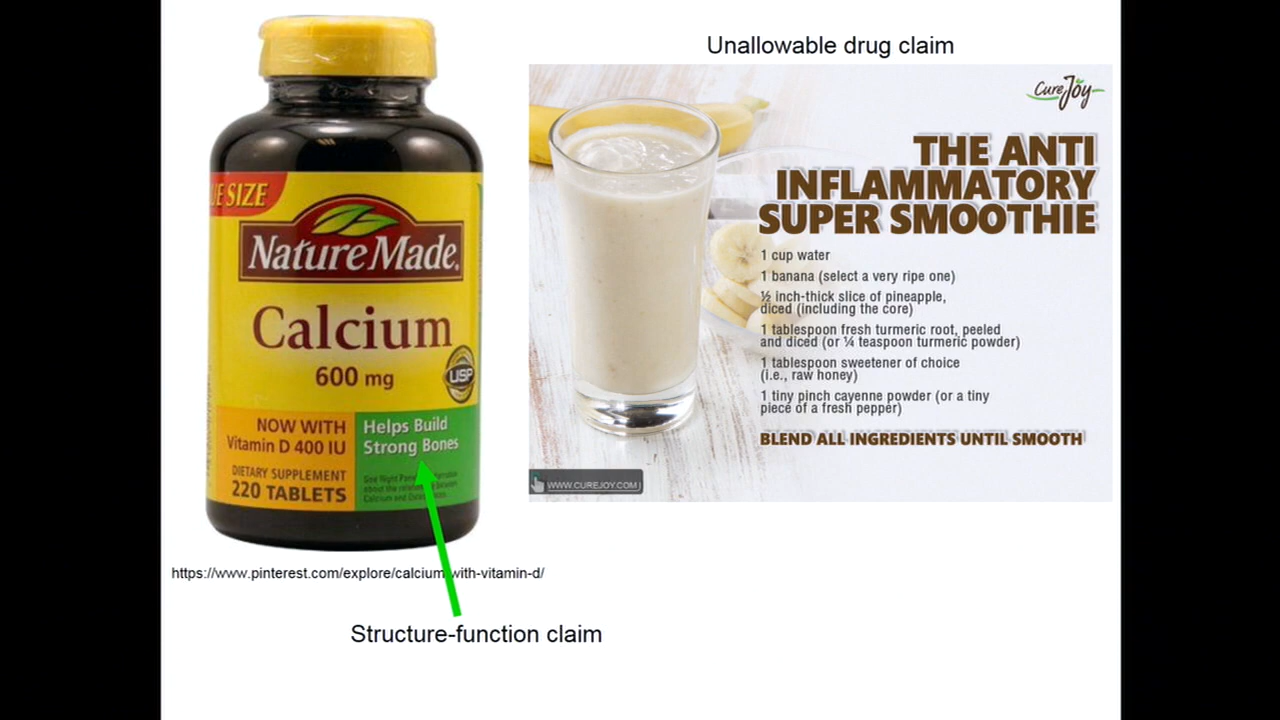 Unallowable drug claim
UE SIZE
Nature Made
Calcium
600 mg
USP
NOW WITH
Vitamin D 400 IU
DIETARY SUPPLEMENT
220 TABLETS
Helps Build
Strong Bones
about the
Calcium and
https://www.pinterest.com/explore/calcium-with-vitamin-d/
Structure-function claim
CureJoy
THE ANTI
INFLAMMATORY
SUPER SMOOTHIE
1 cup water
1 banana (select a very ripe one)
½ inch-thick slice of pineapple,
diced (including the core)
1 tablespoon fresh turmeric root, peeled
and diced (or ¼ teaspoon turmeric powder)
1 tablespoon sweetener of choice
(i.e., raw honey)
1 tiny pinch cayenne powder (or a tiny
piece of a fresh pepper)
BLEND ALL INGREDIENTS UNTIL SMOOTH
WWW.CUREJOY.COM